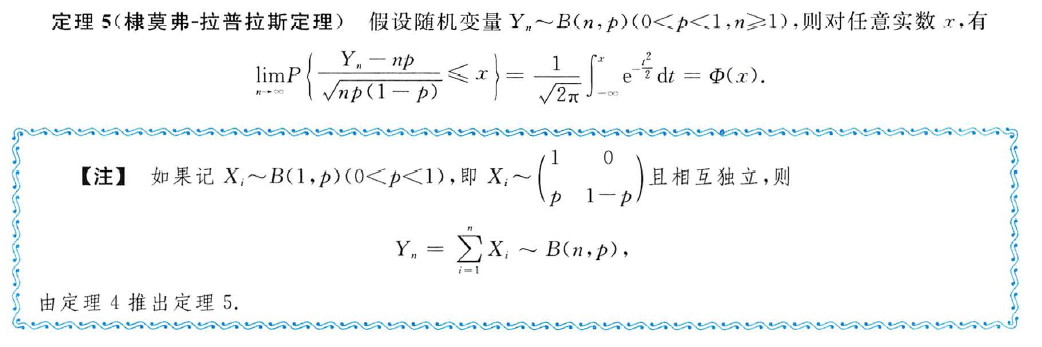 定理 5(棣莫弗-拉普拉斯定理) 假设随机变量 $Y_n \sim B(n,p)(0<p<1,n\geqslant 1)$,则对任意实数 $x$,有
$$\lim_{n\to\infty}P\left\{\frac{Y_n-np}{\sqrt{np(1-p)}}\leqslant x\right\}=\frac{1}{\sqrt{2\pi}}\int_{-\infty}^{x}\mathrm{e}^{-\frac{t^2}{2}}\mathrm{d}t=\Phi(x).$$
【注】 如果记 $X_i \sim B(1,p)(0<p<1)$,即 $X_i \sim \begin{pmatrix}1 & 0\\ p & 1-p\end{pmatrix}$且相互独立,则
$$Y_n=\sum_{i=1}^{n}X_i \sim B(n,p),$$
由定理 4 推出定理 5.